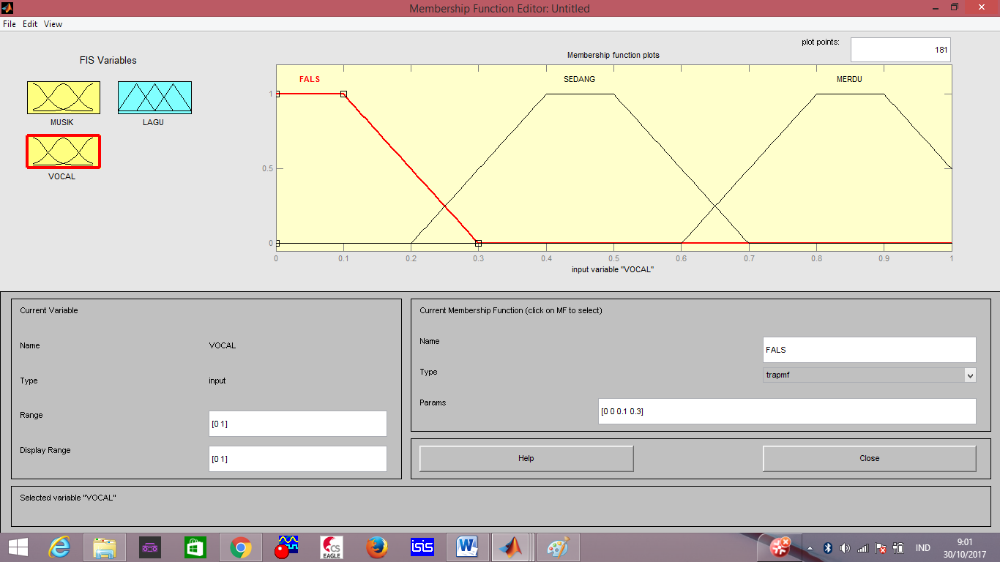 Membership Function Editor: Untitled
File Edit View
FIS Variables
MUSIK
LAGU
VOCAL
plot points:
181
Membership function plots
FALS
SEDANG
MERDU
1
0.5
0
0 0.1 0.2 0.3 0.4 0.5 0.6 0.7 0.8 0.9 1
input variable "VOCAL"
Current Variable
Name VOCAL
Type input
Range [0 1]
Display Range [0 1]
Current Membership Function (click on MF to select)
Name FALS
Type trapmf
Params [0 0 0.1 0.3]
Help
Close
Selected variable "VOCAL"
CS
EAGLE
isis
IND
9:01
30/10/2017